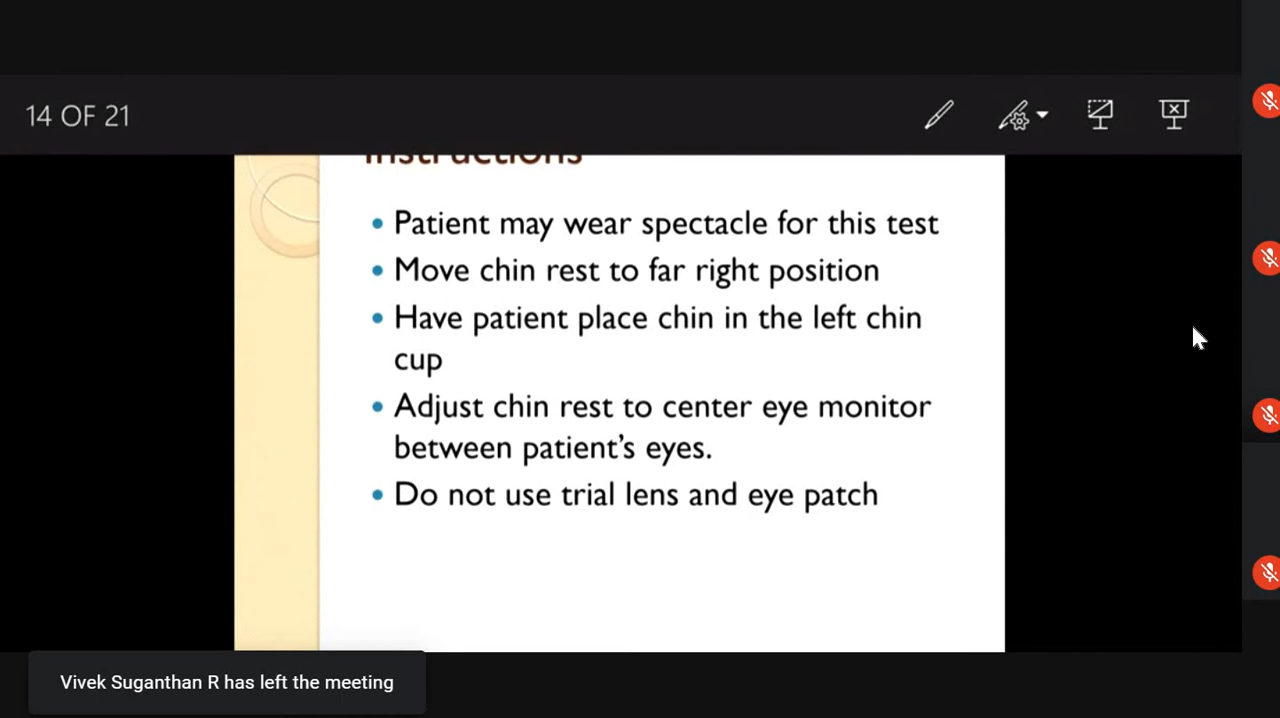 14 OF 21
Instructions
Patient may wear spectacle for this test
Move chin rest to far right position
Have patient place chin in the left chin
cup
Adjust chin rest to center eye monitor
between patient's eyes.
Do not use trial lens and eye patch
Vivek Suganthan R has left the meeting